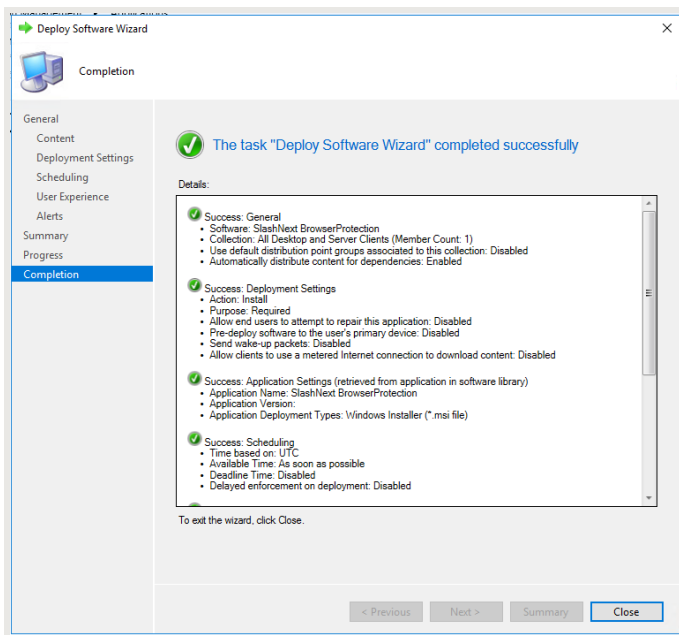 Deploy Software Wizard
Completion
General
Content
Deployment Settings
Scheduling
User Experience
Alerts
Summary
Progress
Completion
The task "Deploy Software Wizard" completed successfully
Details:
Success: General
• Software: SlashNext BrowserProtection
• Collection: All Desktop and Server Clients (Member Count: 1)
• Use default distribution point groups associated to this collection: Disabled
• Automatically distribute content for dependencies: Enabled
Success: Deployment Settings
• Action: Install
• Purpose: Required
• Allow end users to attempt to repair this application: Disabled
• Pre-deploy software to the user's primary device: Disabled
• Send wake-up packets: Disabled
• Allow clients to use a metered Internet connection to download content: Disabled
Success: Application Settings (retrieved from application in software library)
• Application Name: SlashNext BrowserProtection
• Application Version:
• Application Deployment Types: Windows Installer (*.msi file)
Success: Scheduling
• Time based on: UTC
• Available Time: As soon as possible
• Deadline Time: Disabled
• Delayed enforcement on deployment: Disabled
To exit the wizard, click Close.
< Previous
Next >
Summary
Close